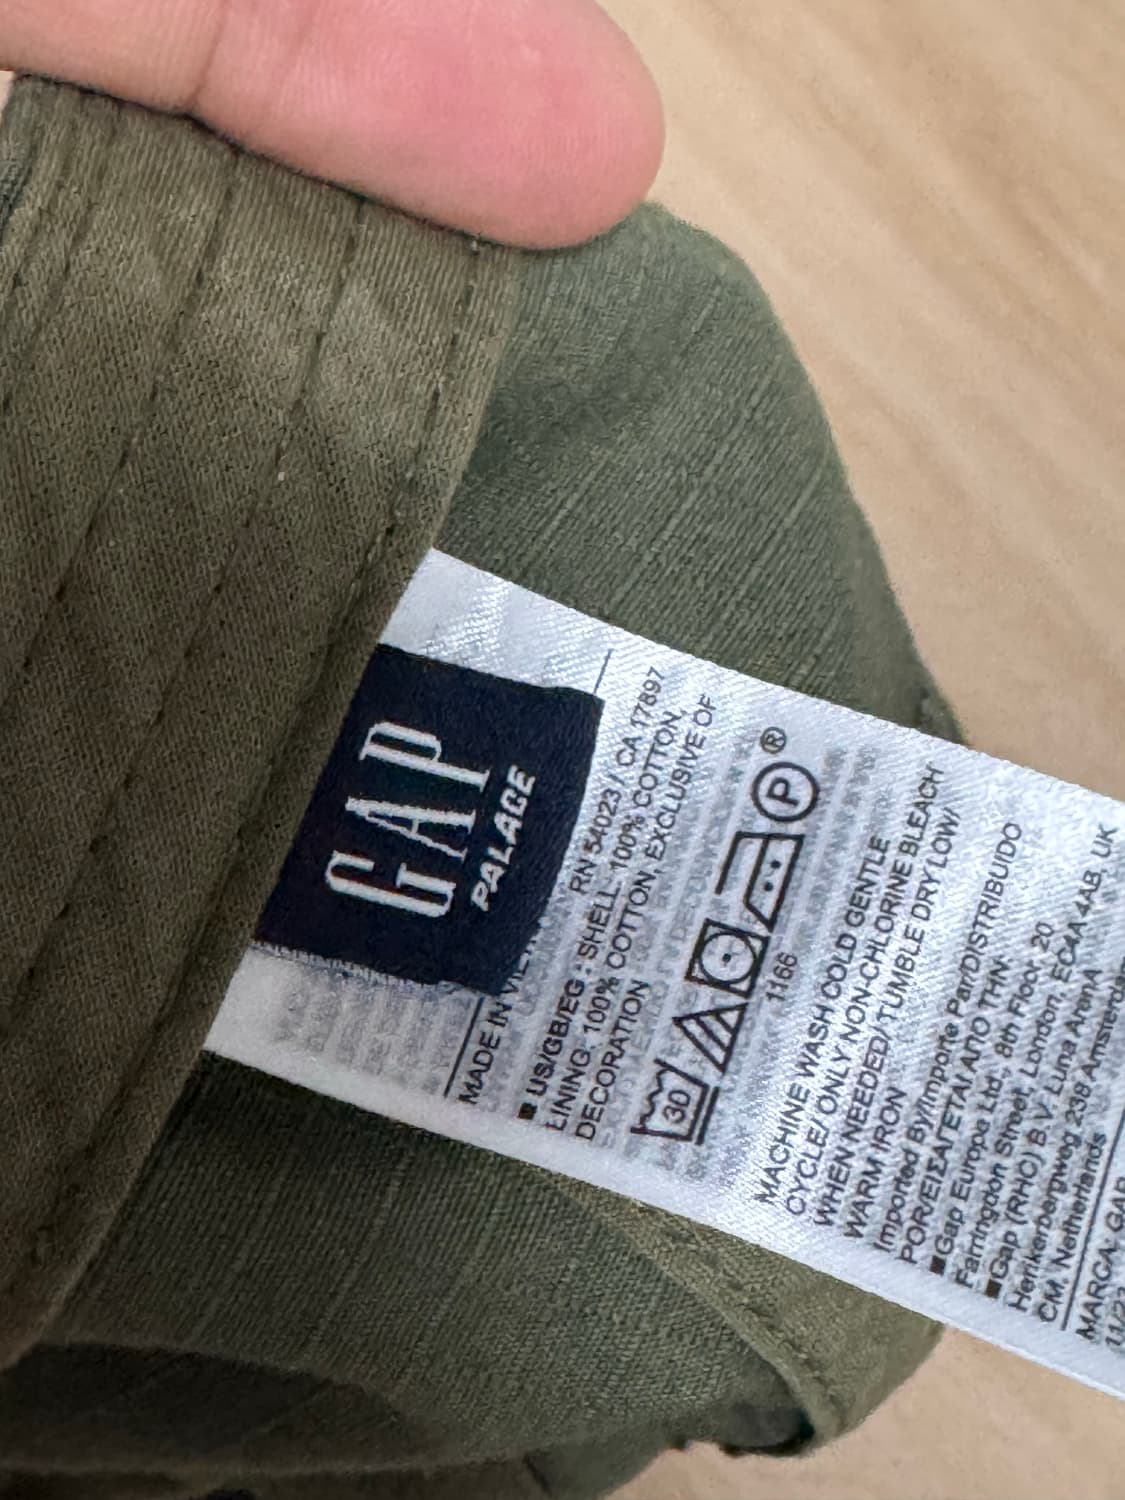 GAP
PALACE
MADE IN
RN 54023 / CA 17897
US/GB/EG : SHELL 100% COTTON,
LINING 100% COTTON, EXCLUSIVE OF
DECORATION
30
P
®
1166
MACHINE WASH COLD GENTLE
CYCLE/ ONLY NON-CHLORINE BLEACH
WHEN NEEDED/TUMBLE DRY LOW/
WARM IRON
Imported By/Importe Par/DISTRIBUIDO
POR/ΕΙΣΑΓΕΤΑΙ ΑΠΟ ΤΗΝ
Gap Europe Ltd., 8th Floor, 20
Farringdon Street, London, EC4A 4AB, UK
Gap (RHC) B.V. Luna ArenA
Herikerbergweg 238 Amsterdam
CM. Netherlands
MARCA: GAP